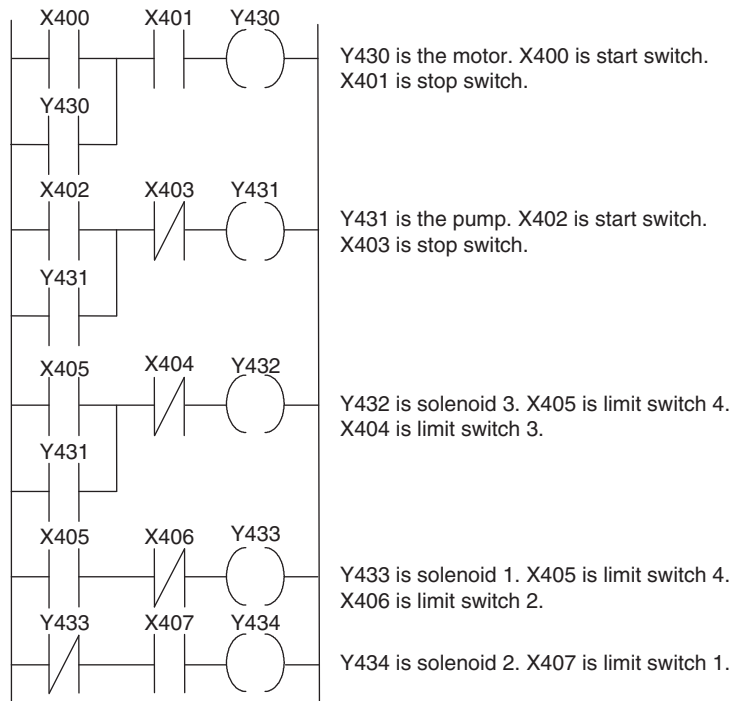 X400 X401 Y430
Y430 is the motor. X400 is start switch.
X401 is stop switch.
Y430
X402 X403 Y431
Y431 is the pump. X402 is start switch.
X403 is stop switch.
Y431
X405 X404 Y432
Y432 is solenoid 3. X405 is limit switch 4.
X404 is limit switch 3.
Y431
X405 X406 Y433
Y433 is solenoid 1. X405 is limit switch 4.
X406 is limit switch 2.
Y433 X407 Y434
Y434 is solenoid 2. X407 is limit switch 1.